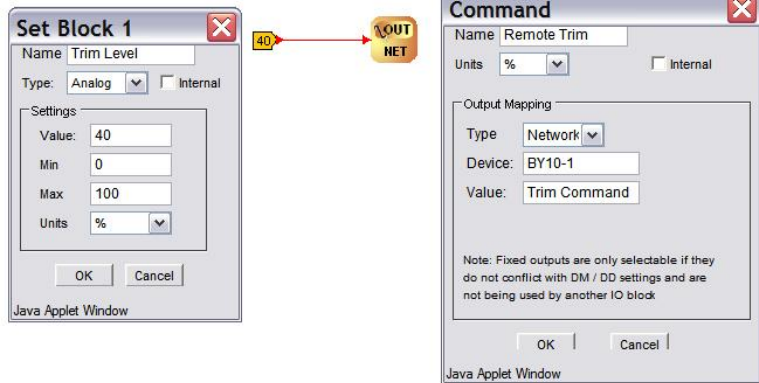 Set Block 1
Name Trim Level
Type: Analog Internal
Settings
Value: 40
Min 0
Max 100
Units %
OK Cancel
Java Applet Window
40
OUT
NET
Command
Name Remote Trim
Units % Internal
Output Mapping
Type Network
Device: BY10-1
Value: Trim Command
Note: Fixed outputs are only selectable if they
do not conflict with DM / DD settings and are
not being used by another IO block
OK Cancel
Java Applet Window